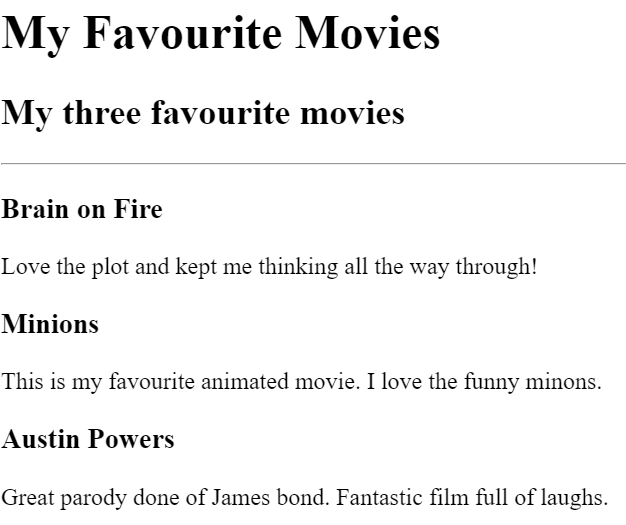 My Favourite Movies
My three favourite movies
Brain on Fire
Love the plot and kept me thinking all the way through!
Minions
This is my favourite animated movie. I love the funny minons.
Austin Powers
Great parody done of James bond. Fantastic film full of laughs.